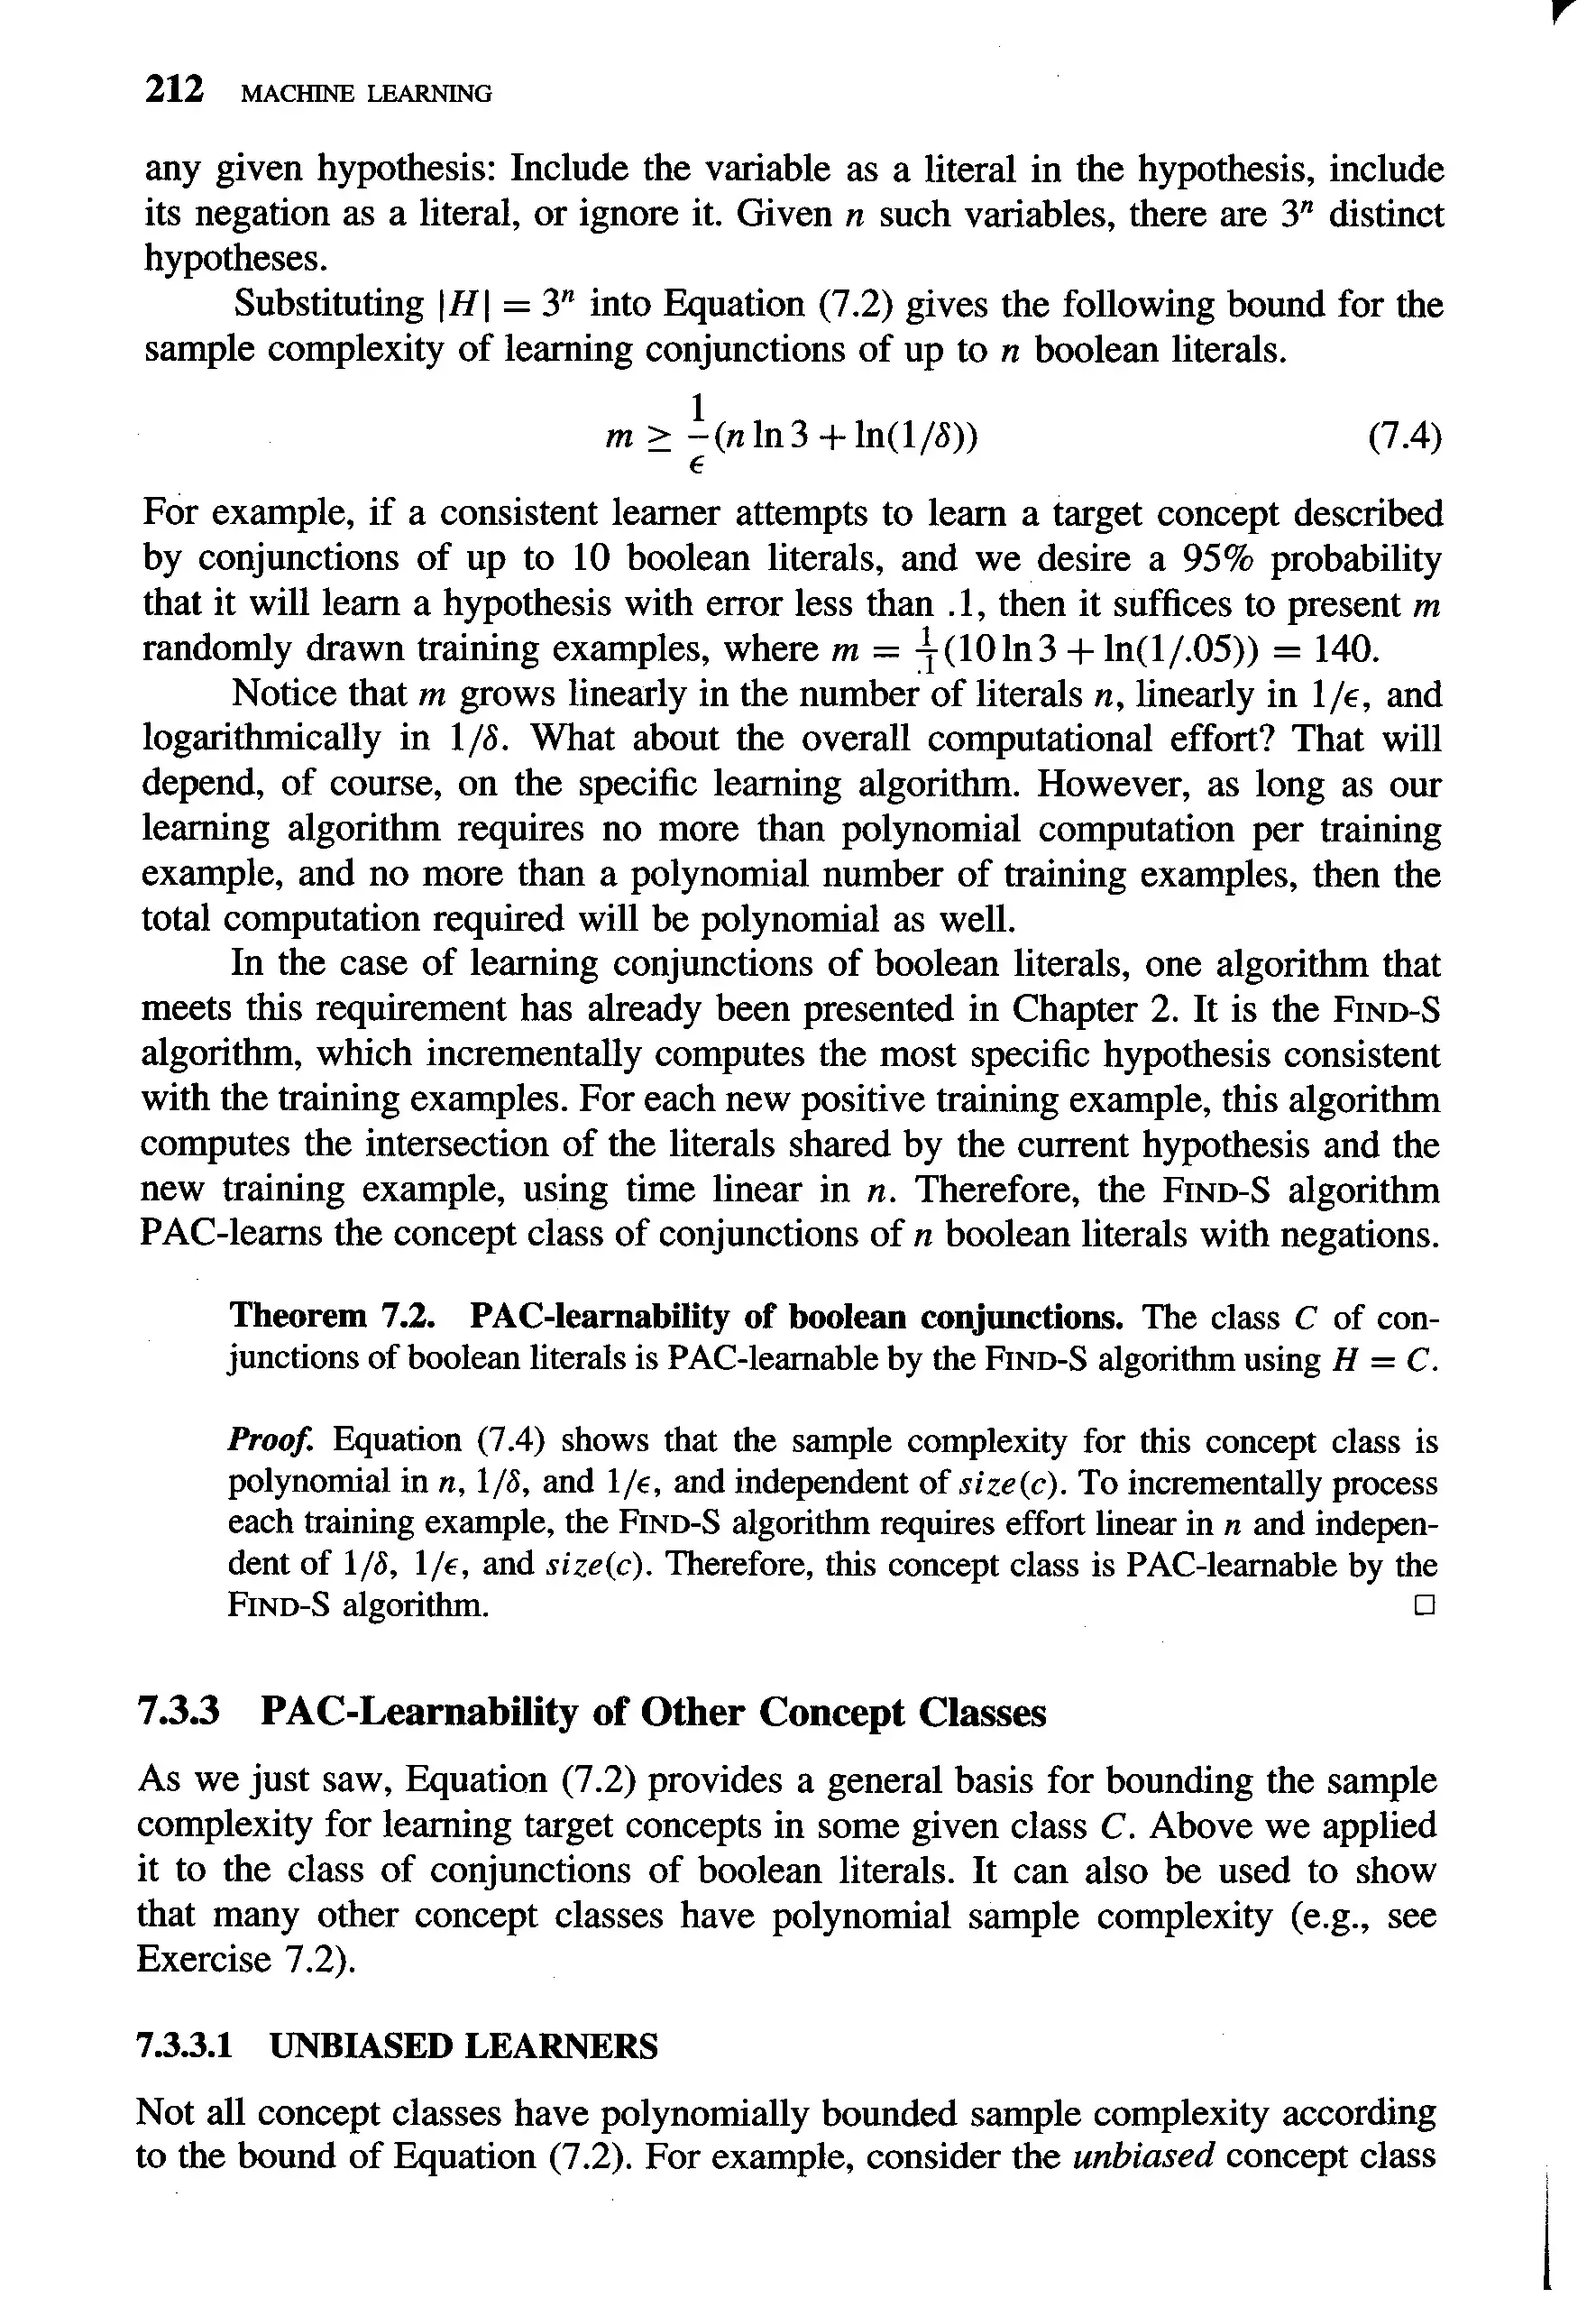 212 MACHINE LEARNING
any given hypothesis: Include the variable as a literal in the hypothesis, include
its negation as a literal, or ignore it. Given n such variables, there are 3ⁿ distinct
hypotheses.
Substituting |H| = 3ⁿ into Equation (7.2) gives the following bound for the
sample complexity of learning conjunctions of up to n boolean literals.
m ≥ 1/ε (n ln 3 + ln(1/δ)) (7.4)
For example, if a consistent learner attempts to learn a target concept described
by conjunctions of up to 10 boolean literals, and we desire a 95% probability
that it will learn a hypothesis with error less than .1, then it suffices to present m
randomly drawn training examples, where m = 1/.1 (10 ln 3 + ln(1/.05)) = 140.
Notice that m grows linearly in the number of literals n, linearly in 1/ε, and
logarithmically in 1/δ. What about the overall computational effort? That will
depend, of course, on the specific learning algorithm. However, as long as our
learning algorithm requires no more than polynomial computation per training
example, and no more than a polynomial number of training examples, then the
total computation required will be polynomial as well.
In the case of learning conjunctions of boolean literals, one algorithm that
meets this requirement has already been presented in Chapter 2. It is the FIND-S
algorithm, which incrementally computes the most specific hypothesis consistent
with the training examples. For each new positive training example, this algorithm
computes the intersection of the literals shared by the current hypothesis and the
new training example, using time linear in n. Therefore, the FIND-S algorithm
PAC-learns the concept class of conjunctions of n boolean literals with negations.
Theorem 7.2. PAC-learnability of boolean conjunctions. The class C of con-
junctions of boolean literals is PAC-learnable by the FIND-S algorithm using H = C.
Proof. Equation (7.4) shows that the sample complexity for this concept class is
polynomial in n, 1/δ, and 1/ε, and independent of size(c). To incrementally process
each training example, the FIND-S algorithm requires effort linear in n and indepen-
dent of 1/δ, 1/ε, and size(c). Therefore, this concept class is PAC-learnable by the
FIND-S algorithm. □
7.3.3 PAC-Learnability of Other Concept Classes
As we just saw, Equation (7.2) provides a general basis for bounding the sample
complexity for learning target concepts in some given class C. Above we applied
it to the class of conjunctions of boolean literals. It can also be used to show
that many other concept classes have polynomial sample complexity (e.g., see
Exercise 7.2).
7.3.3.1 UNBIASED LEARNERS
Not all concept classes have polynomially bounded sample complexity according
to the bound of Equation (7.2). For example, consider the unbiased concept class